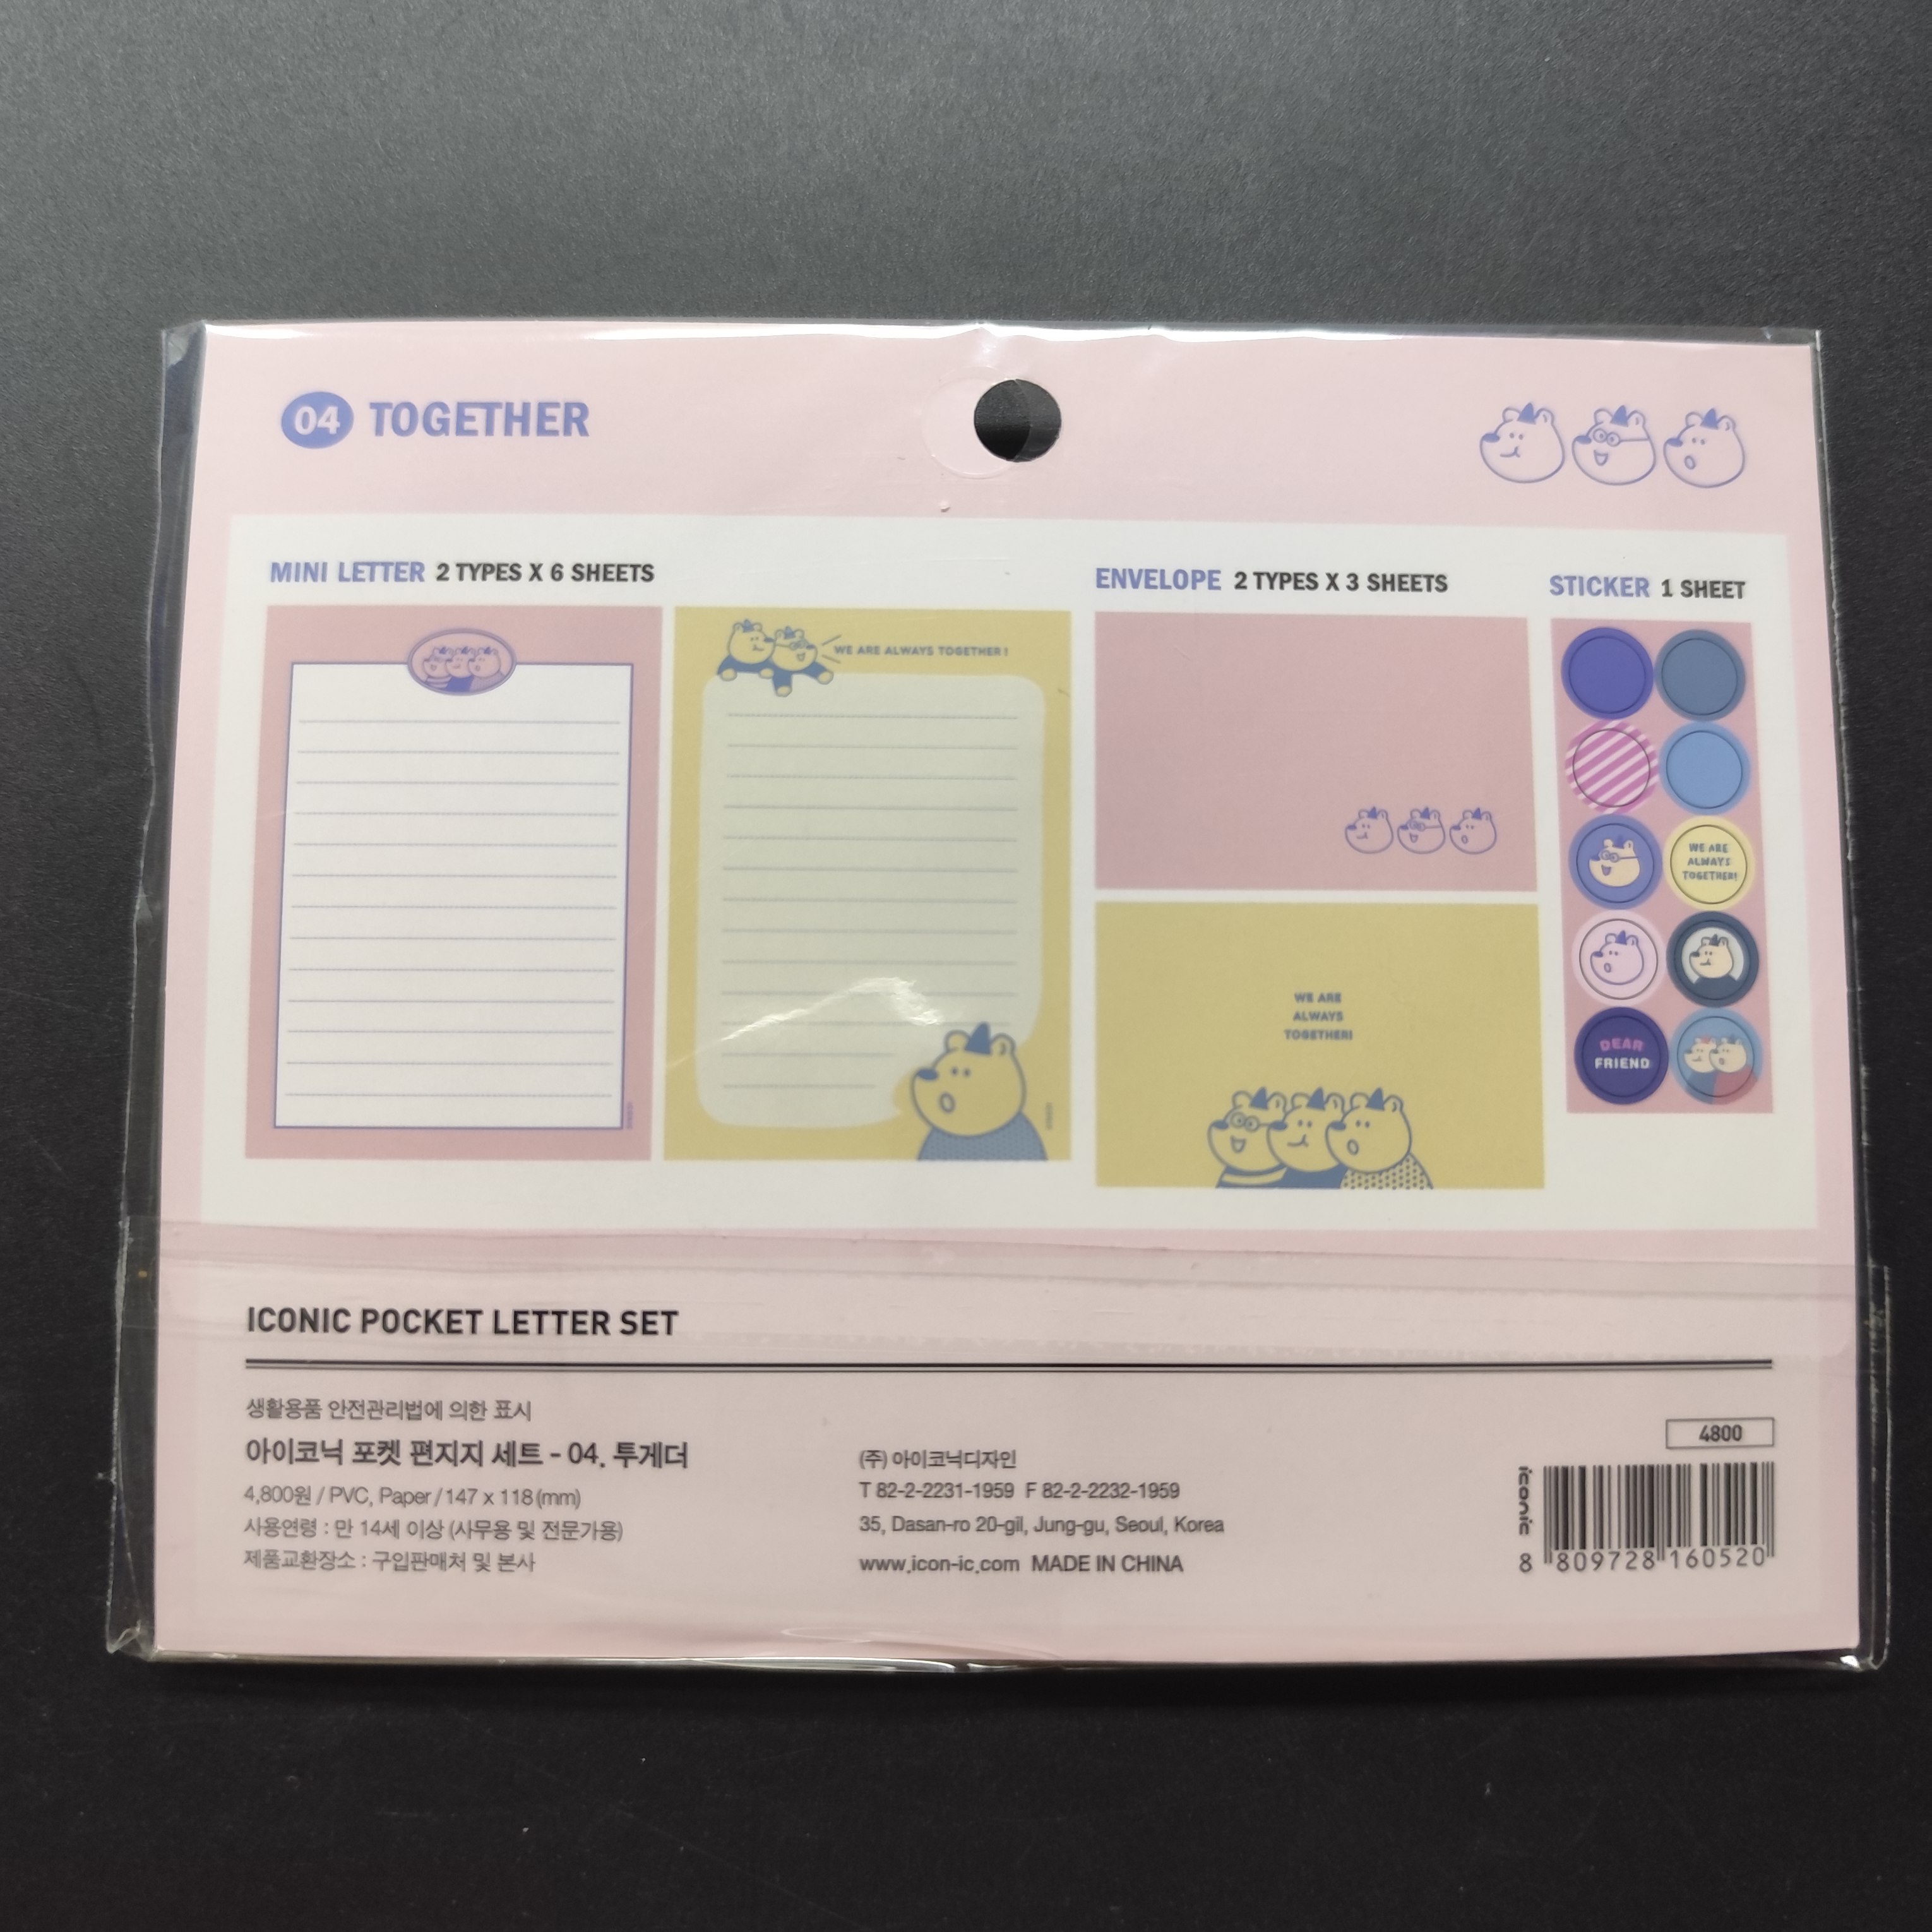 04 TOGETHER
MINI LETTER 2 TYPES X 6 SHEETS
WE ARE ALWAYS TOGETHER !
ENVELOPE 2 TYPES X 3 SHEETS
WE ARE
ALWAYS
TOGETHER!
STICKER 1 SHEET
WE ARE
ALWAYS
TOGETHER!
DEAR
FRIEND
ICONIC POCKET LETTER SET
생활용품 안전관리법에 의한 표시
아이코닉 포켓 편지지 세트 - 04. 투게더
4,800원 / PVC, Paper / 147 x 118 (mm)
사용연령 : 만 14세 이상 (사무용 및 전문가용)
제품교환장소 : 구입판매처 및 본사
(주) 아이코닉디자인
T 82-2-2231-1959 F 82-2-2232-1959
35, Dasan-ro 20-gil, Jung-gu, Seoul, Korea
www.icon-ic.com MADE IN CHINA
4800
iconic
8 809728 160520